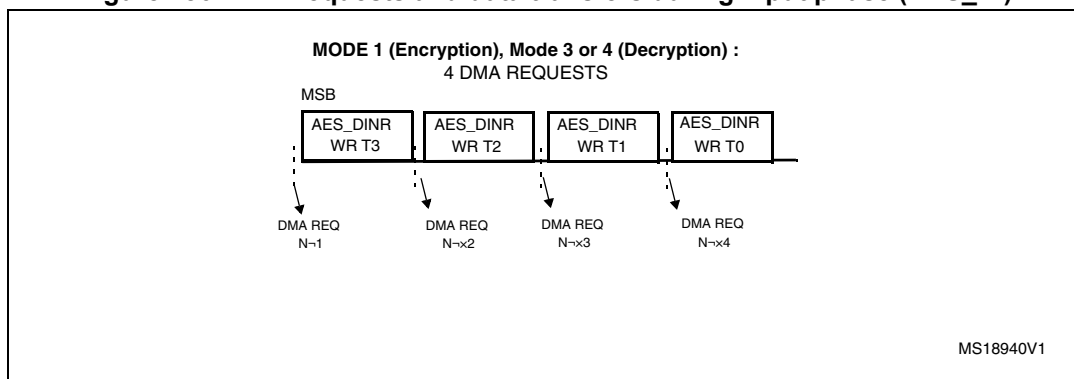 MODE 1 (Encryption), Mode 3 or 4 (Decryption) :
4 DMA REQUESTS
MSB
AES_DINR
WR T3
AES_DINR
WR T2
AES_DINR
WR T1
AES_DINR
WR T0
DMA REQ
N¬1
DMA REQ
N¬×2
DMA REQ
N¬×3
DMA REQ
N¬×4
MS18940V1